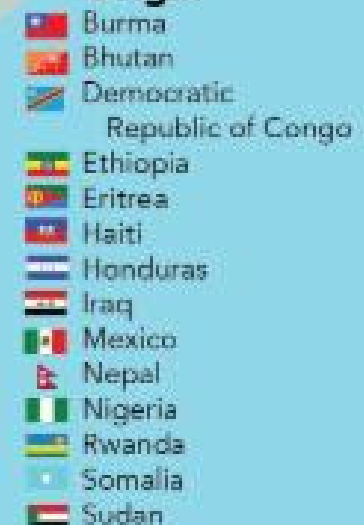 Burma
Bhutan
Democratic
Republic of Congo
Ethiopia
Eritrea
Haiti
Honduras
Iraq
Mexico
Nepal
Nigeria
Rwanda
Somalia
Sudan